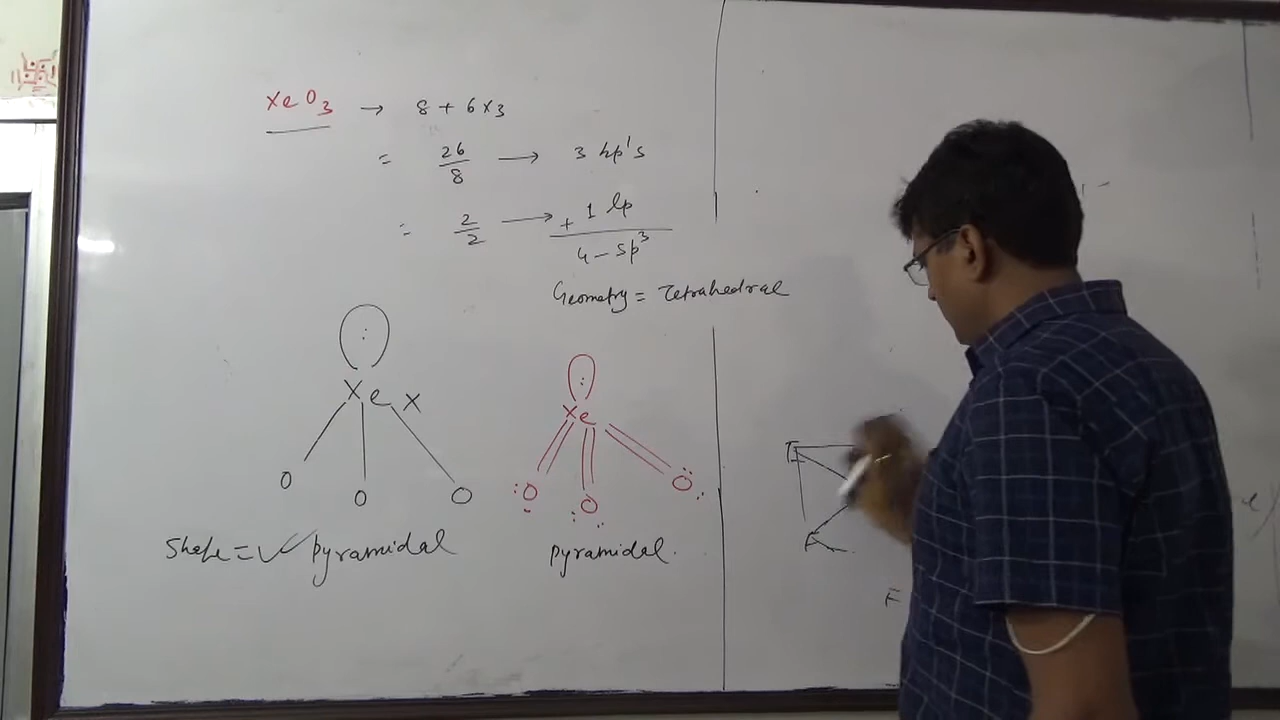 XeO3 → 8 + 6×3
= 26/8 → 3 bp's
= 2/2 → + 1 lp
4 – sp³
Geometry = Tetrahedral
:
Xe X
O O O
Shape = ✓ pyramidal
:
Xe
:O: :O: :O:
pyramidal.
F
F